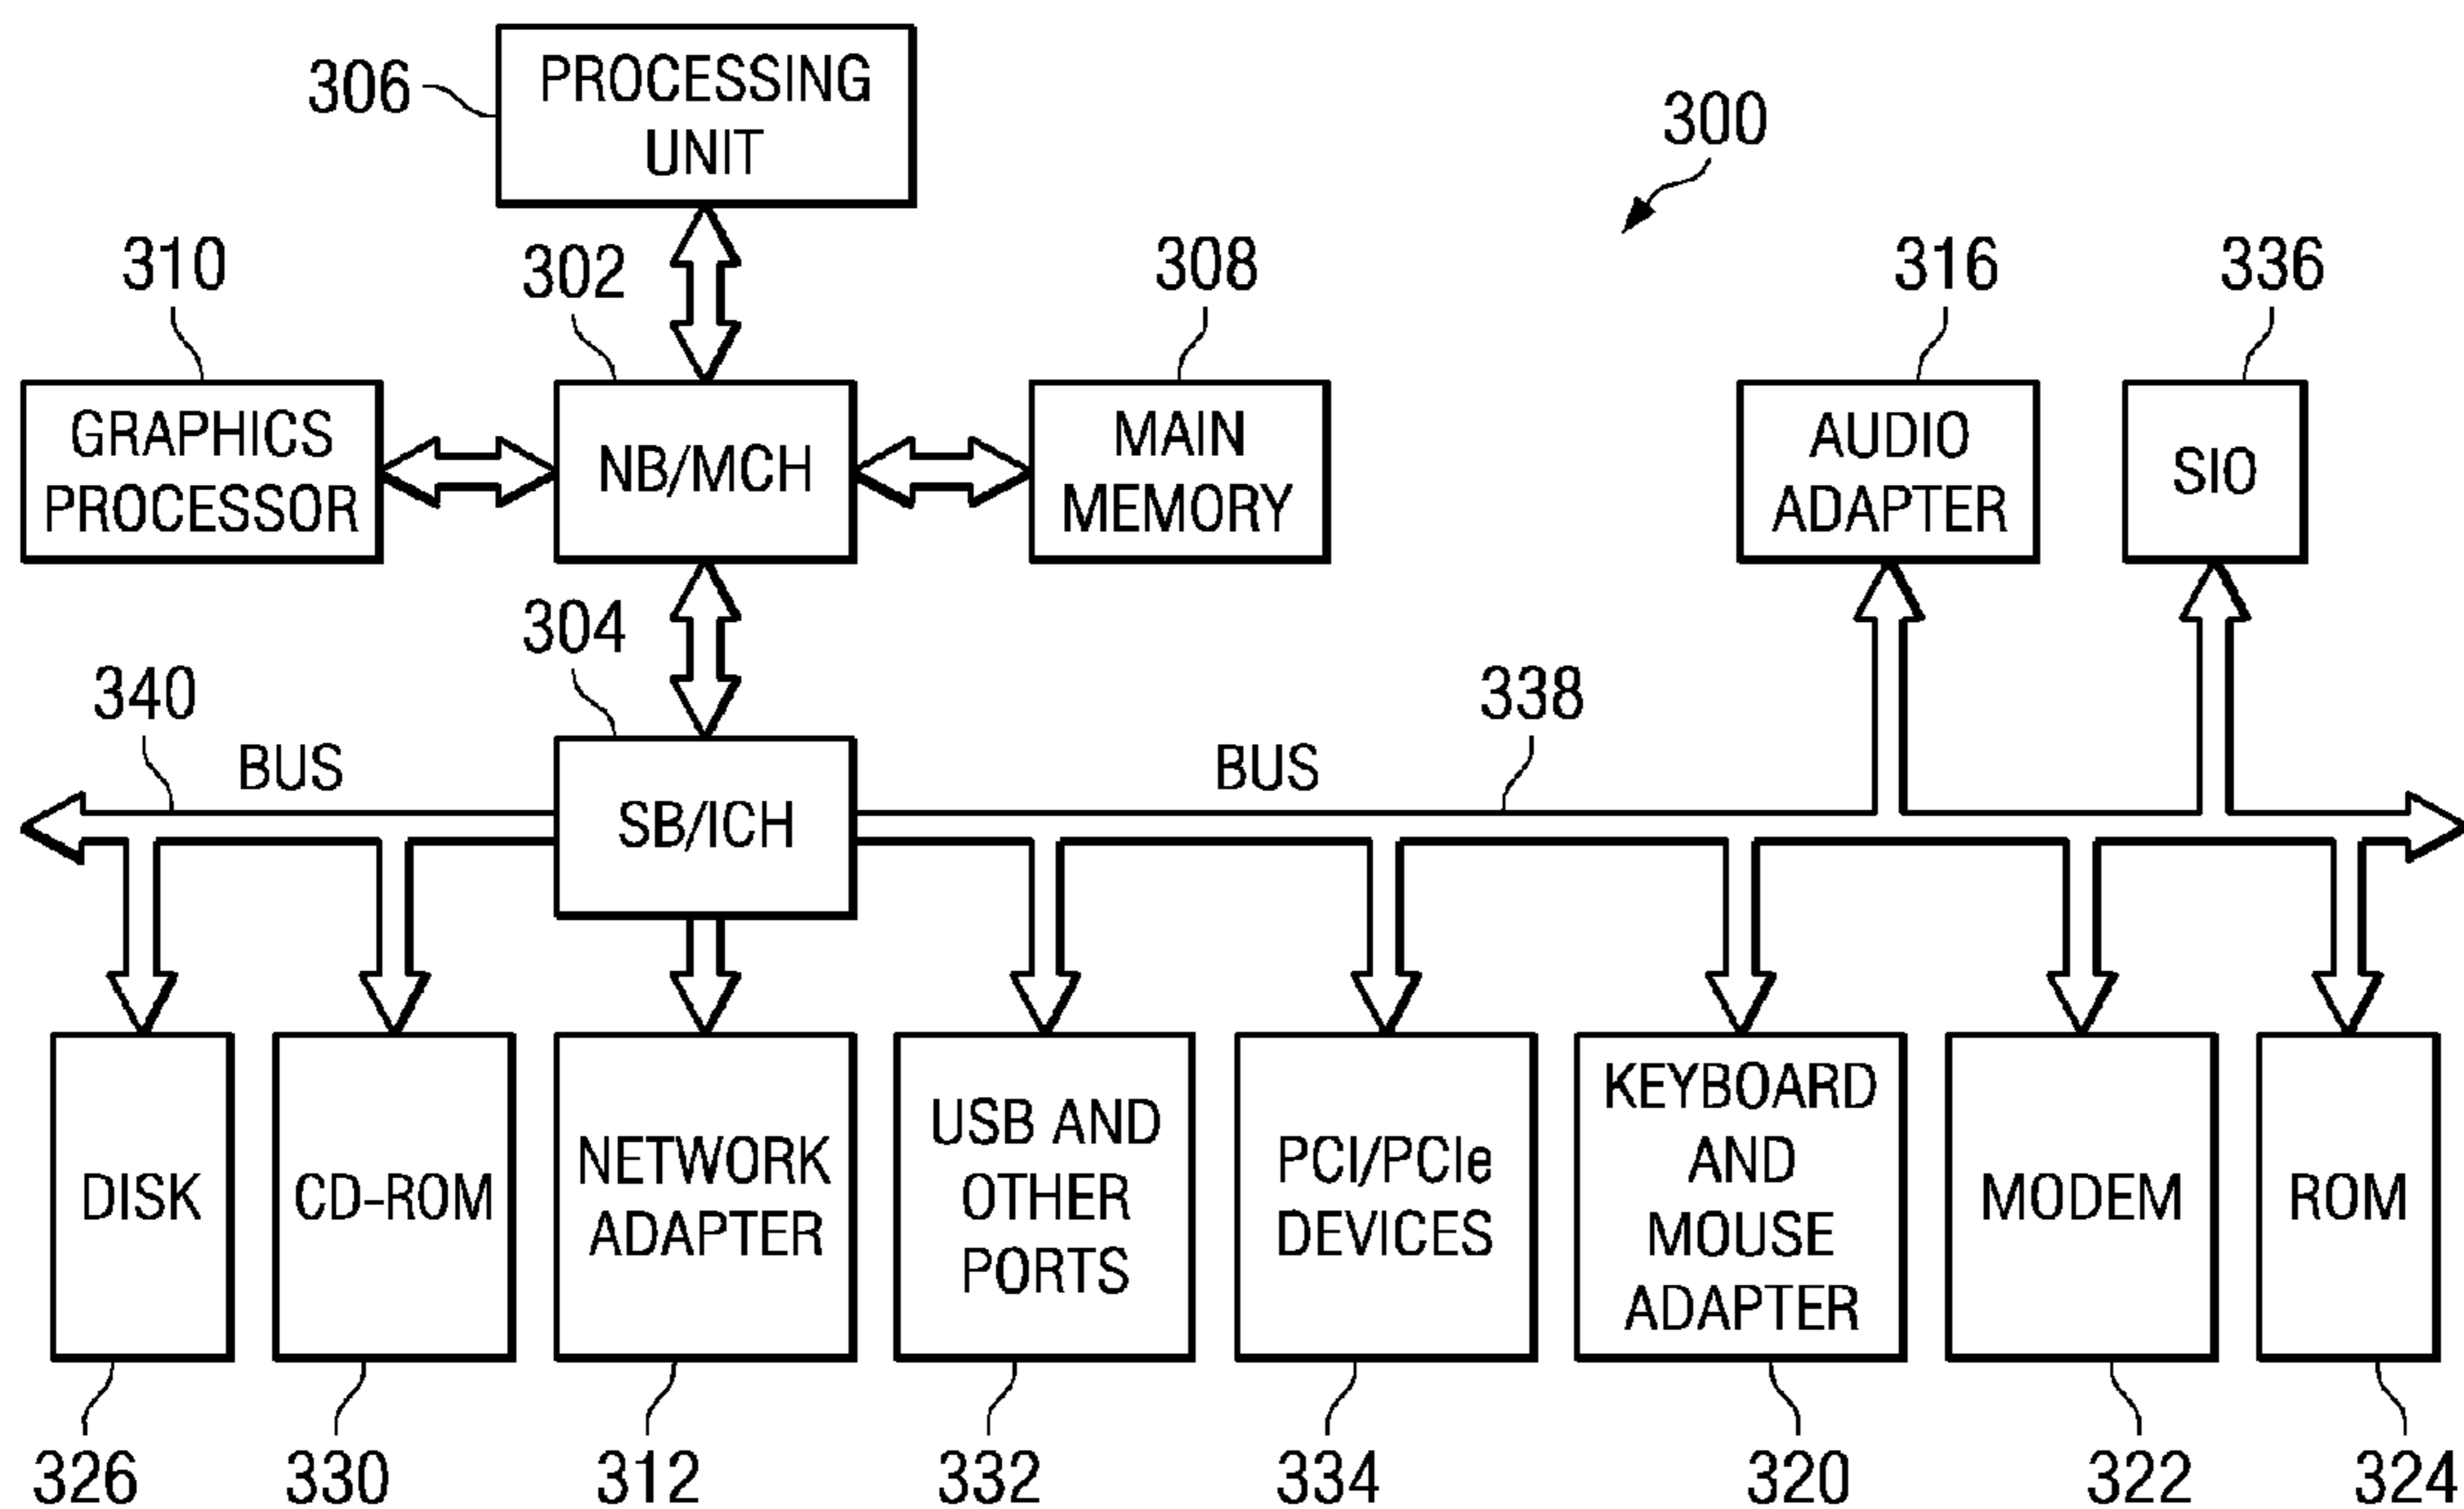 306
PROCESSING
UNIT
300
310
302
308
316
336
GRAPHICS
PROCESSOR
NB/MCH
MAIN
MEMORY
AUDIO
ADAPTER
SIO
304
340
BUS
338
BUS
SB/ICH
DISK
CD-ROM
NETWORK
ADAPTER
USB AND
OTHER
PORTS
PCI/PCIe
DEVICES
KEYBOARD
AND
MOUSE
ADAPTER
MODEM
ROM
326
330
312
332
334
320
322
324